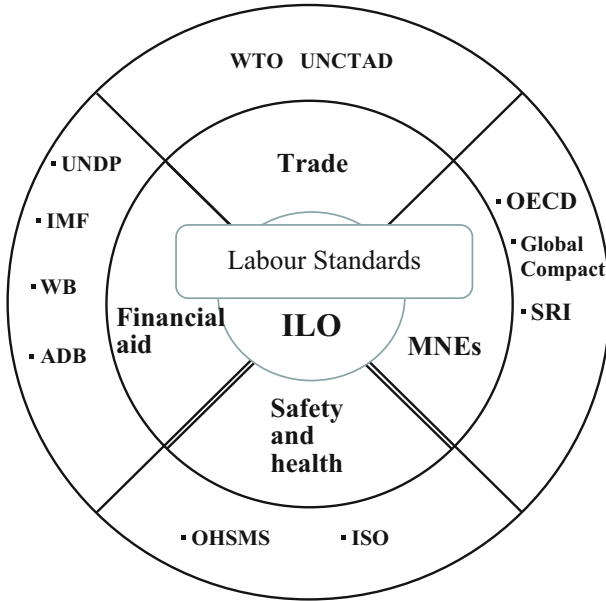 WTO UNCTAD
Trade
▪ UNDP
▪ IMF
▪ WB
▪ ADB
▪ OECD
▪ Global
Compact
▪ SRI
Labour Standards
ILO
Financial
aid
MNEs
Safety
and
health
▪ OHSMS ▪ ISO